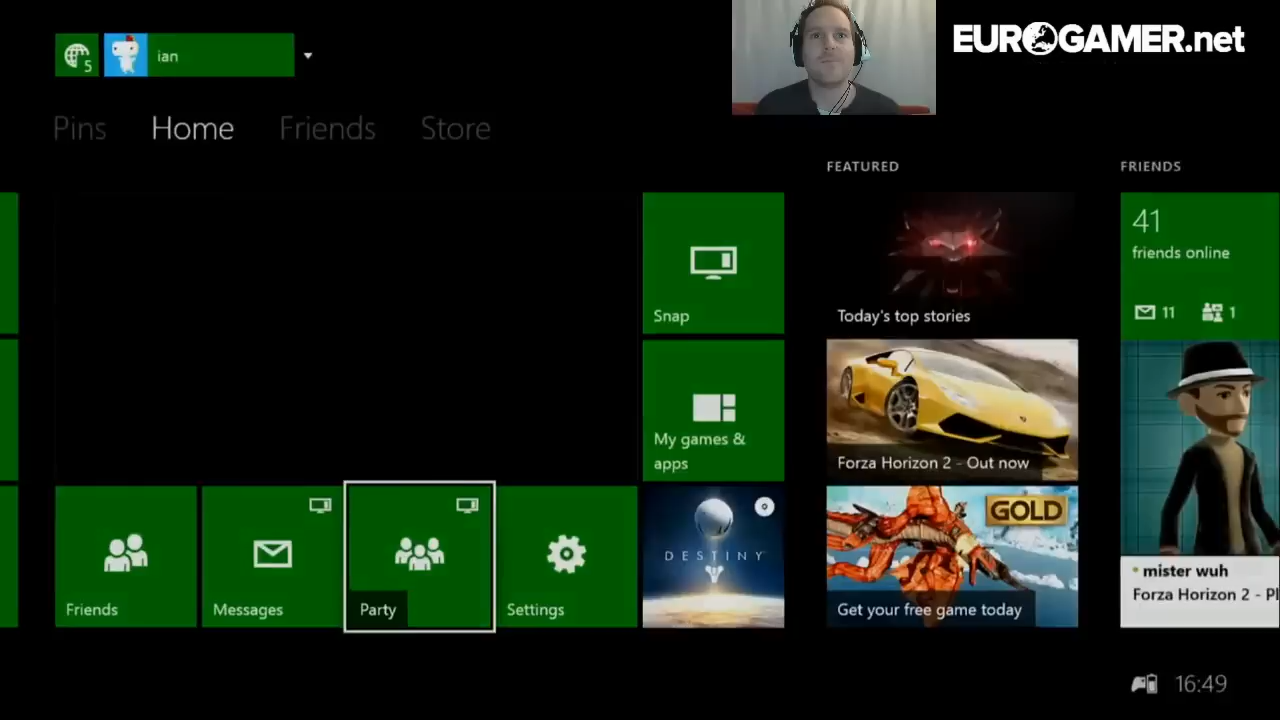 EUROGAMER.net
5
ian
Pins Home Friends Store
FEATURED
FRIENDS
41
friends online
11
1
Snap
Today's top stories
My games &
apps
Forza Horizon 2 - Out now
Friends
Messages
Party
Settings
DESTINY
GOLD
Get your free game today
mister wuh
Forza Horizon 2 - Pl
16:49